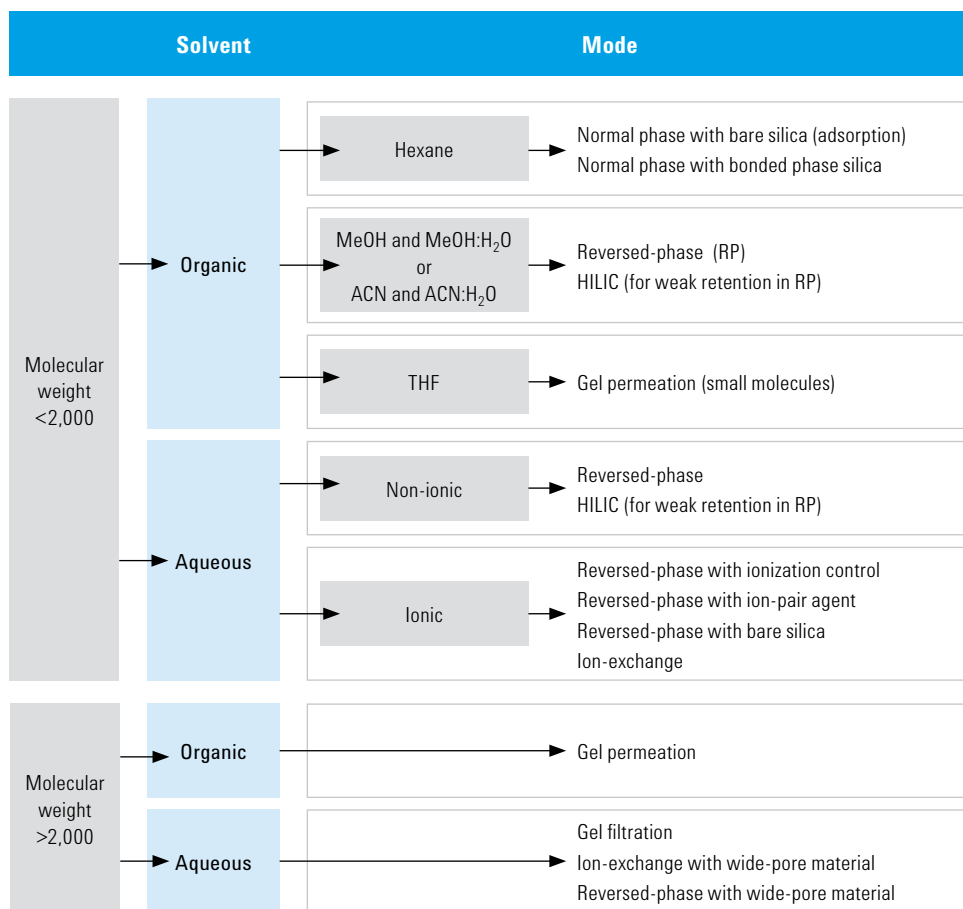 Solvent
Mode
Molecular
weight
<2,000
Organic
Hexane
Normal phase with bare silica (adsorption)
Normal phase with bonded phase silica
MeOH and MeOH:H₂O
or
ACN and ACN:H₂O
Reversed-phase (RP)
HILIC (for weak retention in RP)
THF
Gel permeation (small molecules)
Aqueous
Non-ionic
Reversed-phase
HILIC (for weak retention in RP)
Ionic
Reversed-phase with ionization control
Reversed-phase with ion-pair agent
Reversed-phase with bare silica
Ion-exchange
Molecular
weight
>2,000
Organic
Gel permeation
Aqueous
Gel filtration
Ion-exchange with wide-pore material
Reversed-phase with wide-pore material